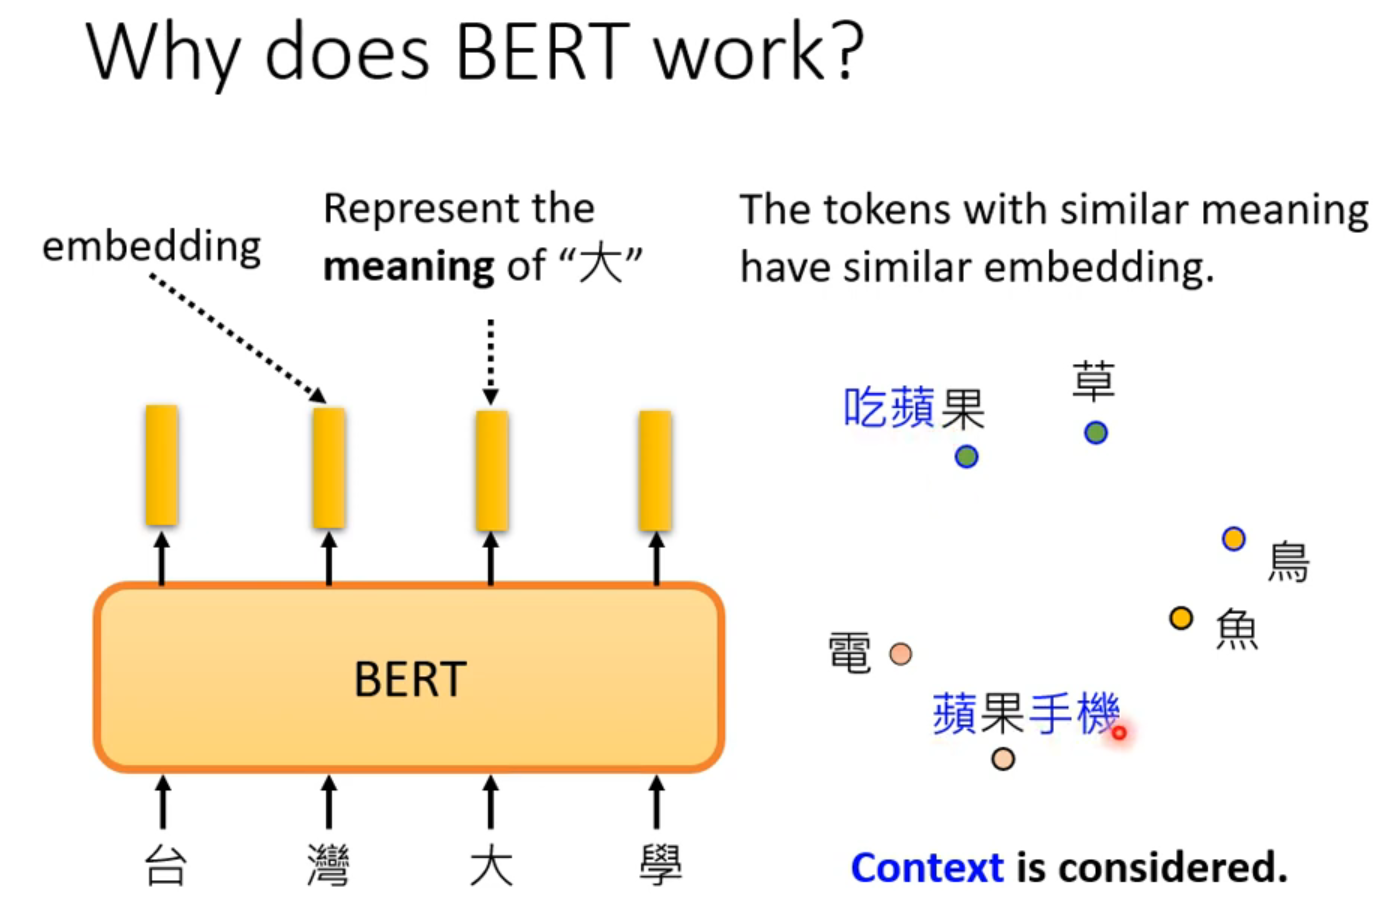 Why does BERT work?
embedding
Represent the
meaning of “大”
The tokens with similar meaning
have similar embedding.
吃蘋果
草
鳥
魚
電
蘋果手機
BERT
台 灣 大 學
Context is considered.